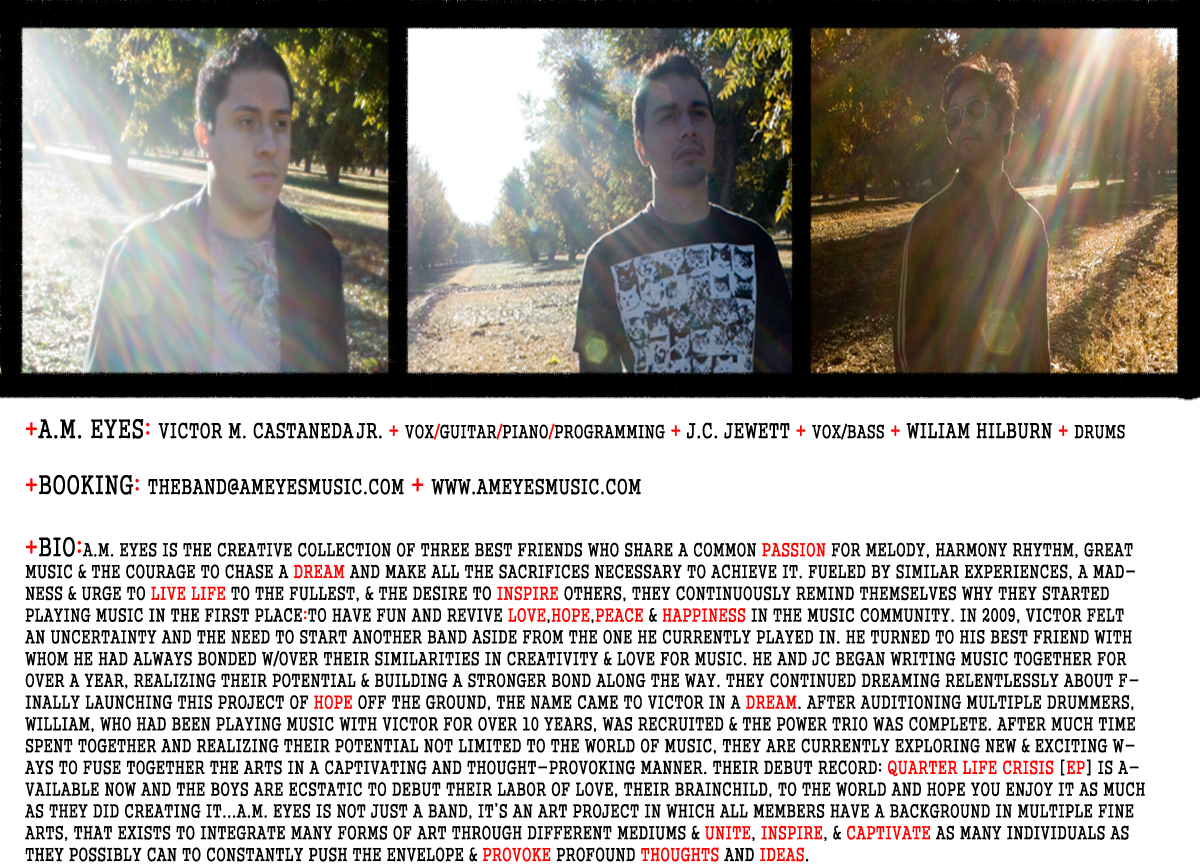 +A.M. EYES: VICTOR M. CASTANEDA JR. + VOX/GUITAR/PIANO/PROGRAMMING + J.C. JEWETT + VOX/BASS + WILIAM HILBURN + DRUMS
+BOOKING: THEBAND@AMEYESMUSIC.COM + WWW.AMEYESMUSIC.COM
+BIO:A.M. EYES IS THE CREATIVE COLLECTION OF THREE BEST FRIENDS WHO SHARE A COMMON PASSION FOR MELODY, HARMONY RHYTHM, GREAT
MUSIC & THE COURAGE TO CHASE A DREAM AND MAKE ALL THE SACRIFICES NECESSARY TO ACHIEVE IT. FUELED BY SIMILAR EXPERIENCES, A MAD-
NESS & URGE TO LIVE LIFE TO THE FULLEST, & THE DESIRE TO INSPIRE OTHERS, THEY CONTINUOUSLY REMIND THEMSELVES WHY THEY STARTED
PLAYING MUSIC IN THE FIRST PLACE:TO HAVE FUN AND REVIVE LOVE,HOPE,PEACE & HAPPINESS IN THE MUSIC COMMUNITY. IN 2009, VICTOR FELT
AN UNCERTAINTY AND THE NEED TO START ANOTHER BAND ASIDE FROM THE ONE HE CURRENTLY PLAYED IN. HE TURNED TO HIS BEST FRIEND WITH
WHOM HE HAD ALWAYS BONDED W/OVER THEIR SIMILARITIES IN CREATIVITY & LOVE FOR MUSIC. HE AND JC BEGAN WRITING MUSIC TOGETHER FOR
OVER A YEAR, REALIZING THEIR POTENTIAL & BUILDING A STRONGER BOND ALONG THE WAY. THEY CONTINUED DREAMING RELENTLESSLY ABOUT F-
INALLY LAUNCHING THIS PROJECT OF HOPE OFF THE GROUND, THE NAME CAME TO VICTOR IN A DREAM. AFTER AUDITIONING MULTIPLE DRUMMERS,
WILLIAM, WHO HAD BEEN PLAYING MUSIC WITH VICTOR FOR OVER 10 YEARS, WAS RECRUITED & THE POWER TRIO WAS COMPLETE. AFTER MUCH TIME
SPENT TOGETHER AND REALIZING THEIR POTENTIAL NOT LIMITED TO THE WORLD OF MUSIC, THEY ARE CURRENTLY EXPLORING NEW & EXCITING W-
AYS TO FUSE TOGETHER THE ARTS IN A CAPTIVATING AND THOUGHT-PROVOKING MANNER. THEIR DEBUT RECORD: QUARTER LIFE CRISIS [EP] IS A-
VAILABLE NOW AND THE BOYS ARE ECSTATIC TO DEBUT THEIR LABOR OF LOVE, THEIR BRAINCHILD, TO THE WORLD AND HOPE YOU ENJOY IT AS MUCH
AS THEY DID CREATING IT...A.M. EYES IS NOT JUST A BAND, IT'S AN ART PROJECT IN WHICH ALL MEMBERS HAVE A BACKGROUND IN MULTIPLE FINE
ARTS, THAT EXISTS TO INTEGRATE MANY FORMS OF ART THROUGH DIFFERENT MEDIUMS & UNITE, INSPIRE, & CAPTIVATE AS MANY INDIVIDUALS AS
THEY POSSIBLY CAN TO CONSTANTLY PUSH THE ENVELOPE & PROVOKE PROFOUND THOUGHTS AND IDEAS.